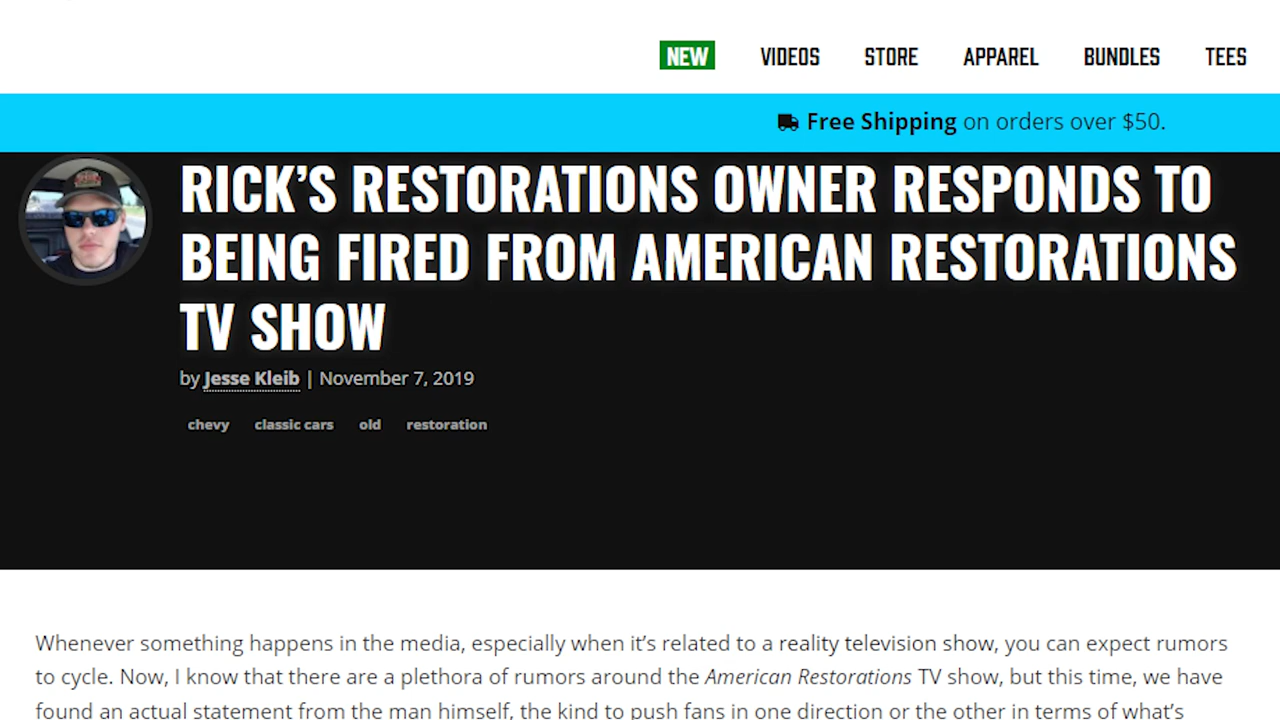 NEW VIDEOS STORE APPAREL BUNDLES TEES
Free Shipping on orders over $50.
RICK’S RESTORATIONS OWNER RESPONDS TO
BEING FIRED FROM AMERICAN RESTORATIONS
TV SHOW
by Jesse Kleib | November 7, 2019
chevy classic cars old restoration
Whenever something happens in the media, especially when it’s related to a reality television show, you can expect rumors
to cycle. Now, I know that there are a plethora of rumors around the American Restorations TV show, but this time, we have
found an actual statement from the man himself, the kind to push fans in one direction or the other in terms of what’s